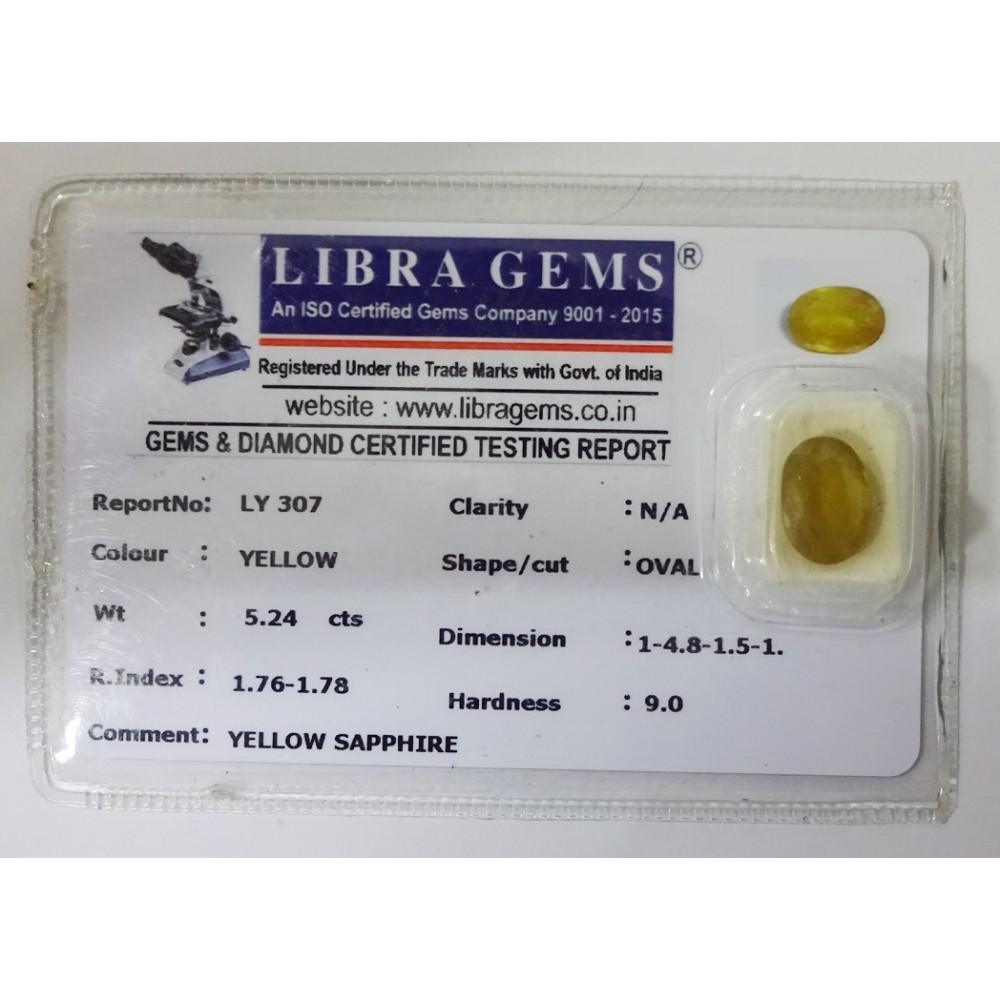 LIBRA GEMS ®
An ISO Certified Gems Company 9001 - 2015
Registered Under the Trade Marks with Govt. of India
website : www.libragems.co.in
GEMS & DIAMOND CERTIFIED TESTING REPORT
ReportNo: LY 307
Colour : YELLOW
Wt : 5.24 cts
R.Index : 1.76-1.78
Comment: YELLOW SAPPHIRE
Clarity : N/A
Shape/cut : OVAL
Dimension : 1-4.8-1.5-1.
Hardness : 9.0